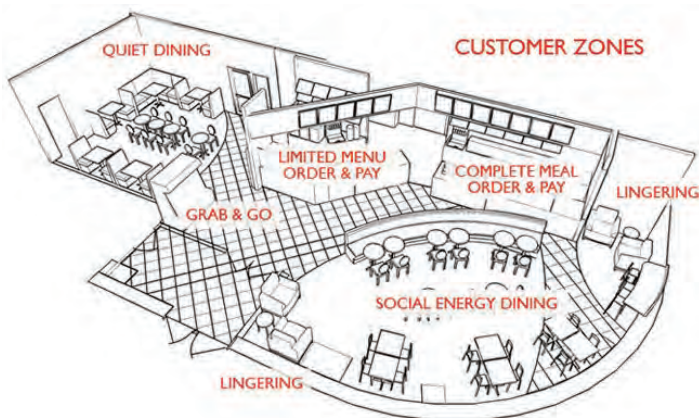 QUIET DINING
CUSTOMER ZONES
LIMITED MENU
ORDER & PAY
COMPLETE MEAL
ORDER & PAY
LINGERING
GRAB & GO
SOCIAL ENERGY DINING
LINGERING